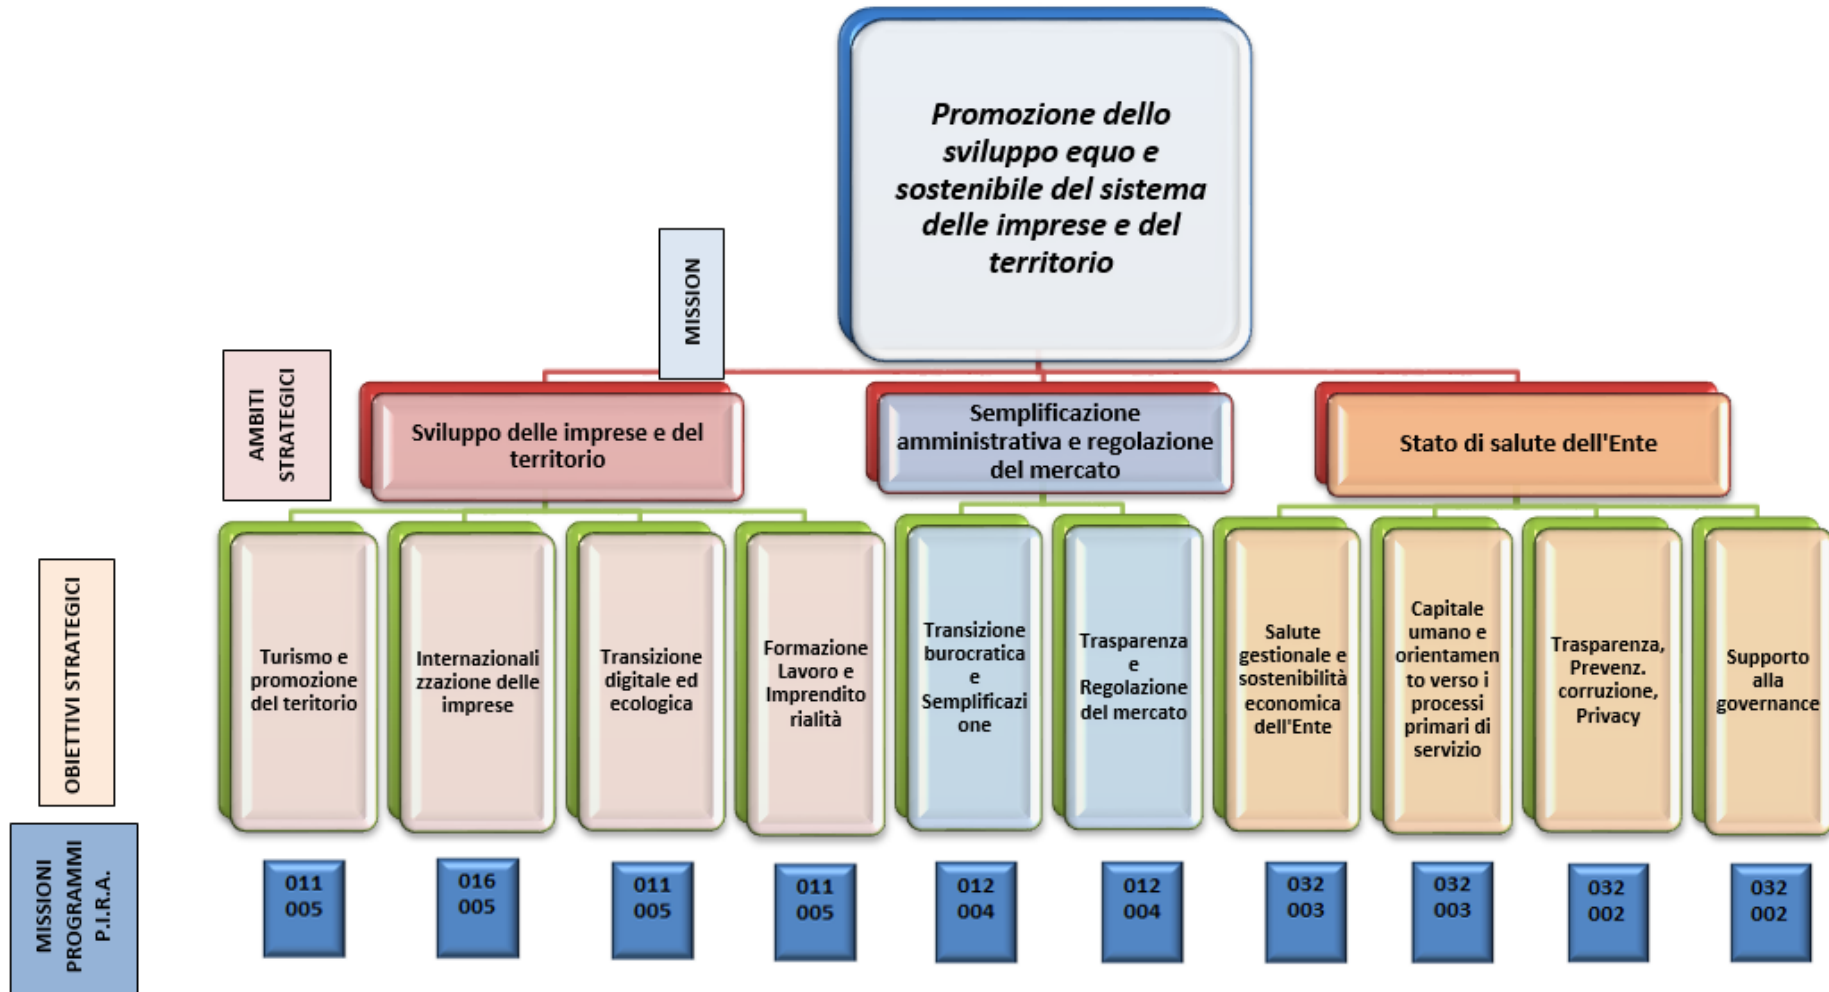 Promozione dello
sviluppo equo e
sostenibile del sistema
delle imprese e del
territorio
MISSION
AMBITI
STRATEGICI
Sviluppo delle imprese e del
territorio
Semplificazione
amministrativa e regolazione
del mercato
Stato di salute dell'Ente
OBIETTIVI STRATEGICI
Turismo e
promozione
del teritorio
Internazionali
zzazione delle
imprese
Transizione
digitale ed
ecologica
Formazione
Lavoro e
Imprendito
rialità
Transizione
burocratica
e
Semplificazi
one
Trasparenza
e
Regolazione
del mercato
Salute
gestionale e
sostenibilità
economica
dell'Ente
Capitale
umano e
orientamen
to verso i
processi
primari di
servizio
Trasparenza,
Prevenz.
corruzione,
Privacy
Supporto
alla
governance
MISSIONI
PROGRAMMI
P.I.R.A.
011
005
016
005
011
005
011
005
012
004
012
004
032
003
032
003
032
002
032
002